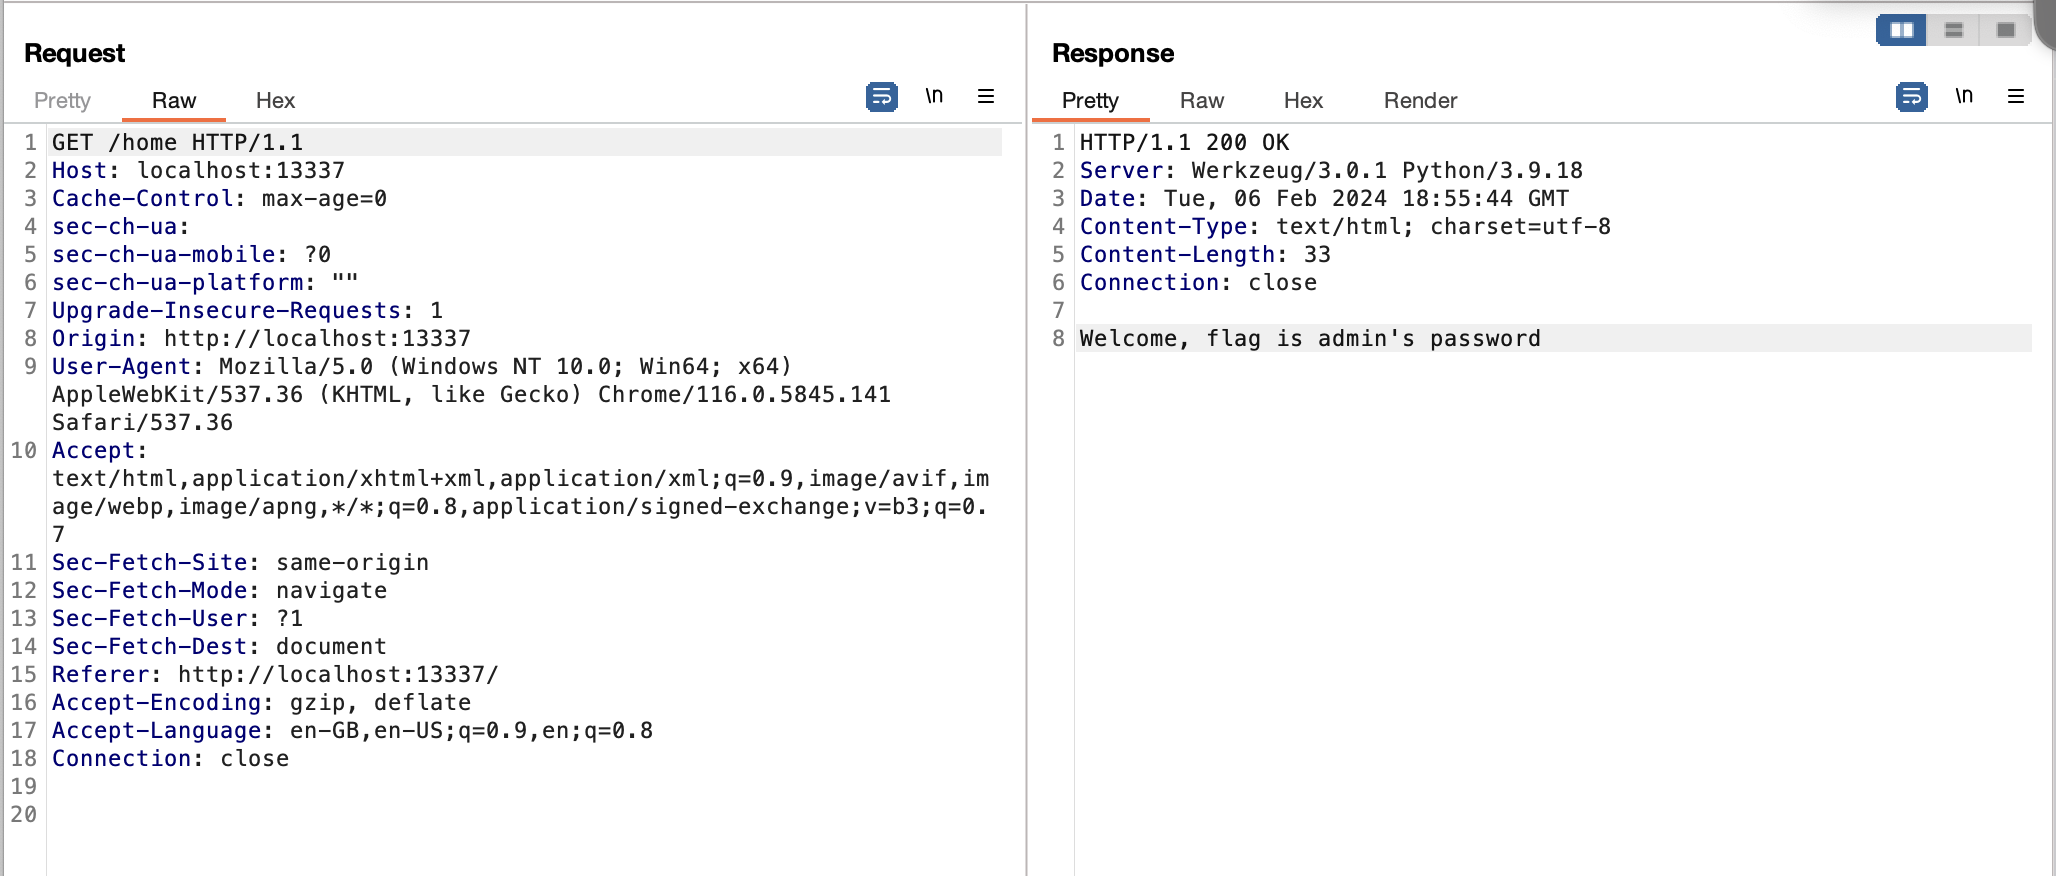 Request
Pretty Raw Hex \n
1 GET /home HTTP/1.1
2 Host: localhost:13337
3 Cache-Control: max-age=0
4 sec-ch-ua:
5 sec-ch-ua-mobile: ?0
6 sec-ch-ua-platform: ""
7 Upgrade-Insecure-Requests: 1
8 Origin: http://localhost:13337
9 User-Agent: Mozilla/5.0 (Windows NT 10.0; Win64; x64)
AppleWebKit/537.36 (KHTML, like Gecko) Chrome/116.0.5845.141
Safari/537.36
10 Accept:
text/html,application/xhtml+xml,application/xml;q=0.9,image/avif,im
age/webp,image/apng,*/*;q=0.8,application/signed-exchange;v=b3;q=0.
7
11 Sec-Fetch-Site: same-origin
12 Sec-Fetch-Mode: navigate
13 Sec-Fetch-User: ?1
14 Sec-Fetch-Dest: document
15 Referer: http://localhost:13337/
16 Accept-Encoding: gzip, deflate
17 Accept-Language: en-GB,en-US;q=0.9,en;q=0.8
18 Connection: close
19
20
Response
Pretty Raw Hex Render \n
1 HTTP/1.1 200 OK
2 Server: Werkzeug/3.0.1 Python/3.9.18
3 Date: Tue, 06 Feb 2024 18:55:44 GMT
4 Content-Type: text/html; charset=utf-8
5 Content-Length: 33
6 Connection: close
7
8 Welcome, flag is admin's password